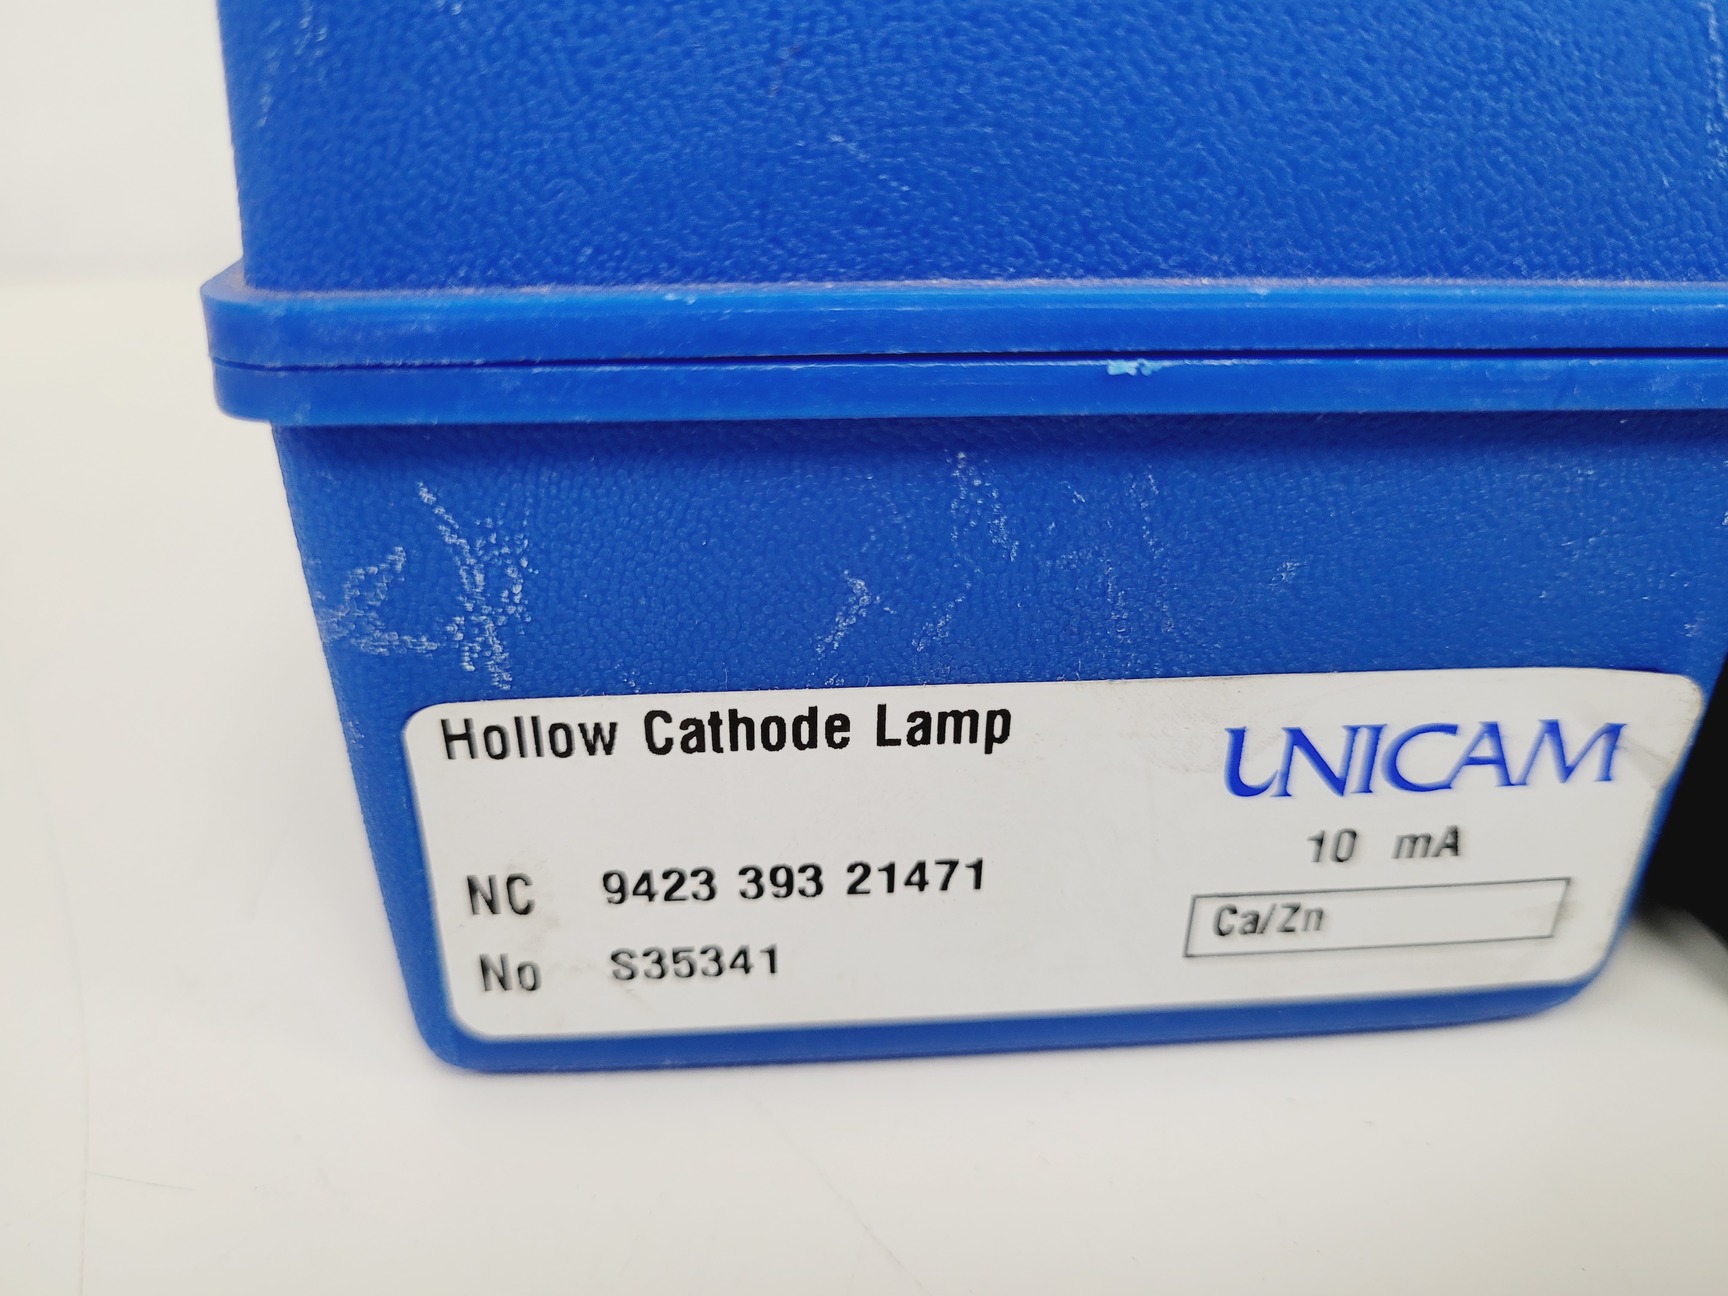 Hollow Cathode Lamp
UNICAM
10 mA
NC 9423 393 21471
Ca/Zn
No S35341